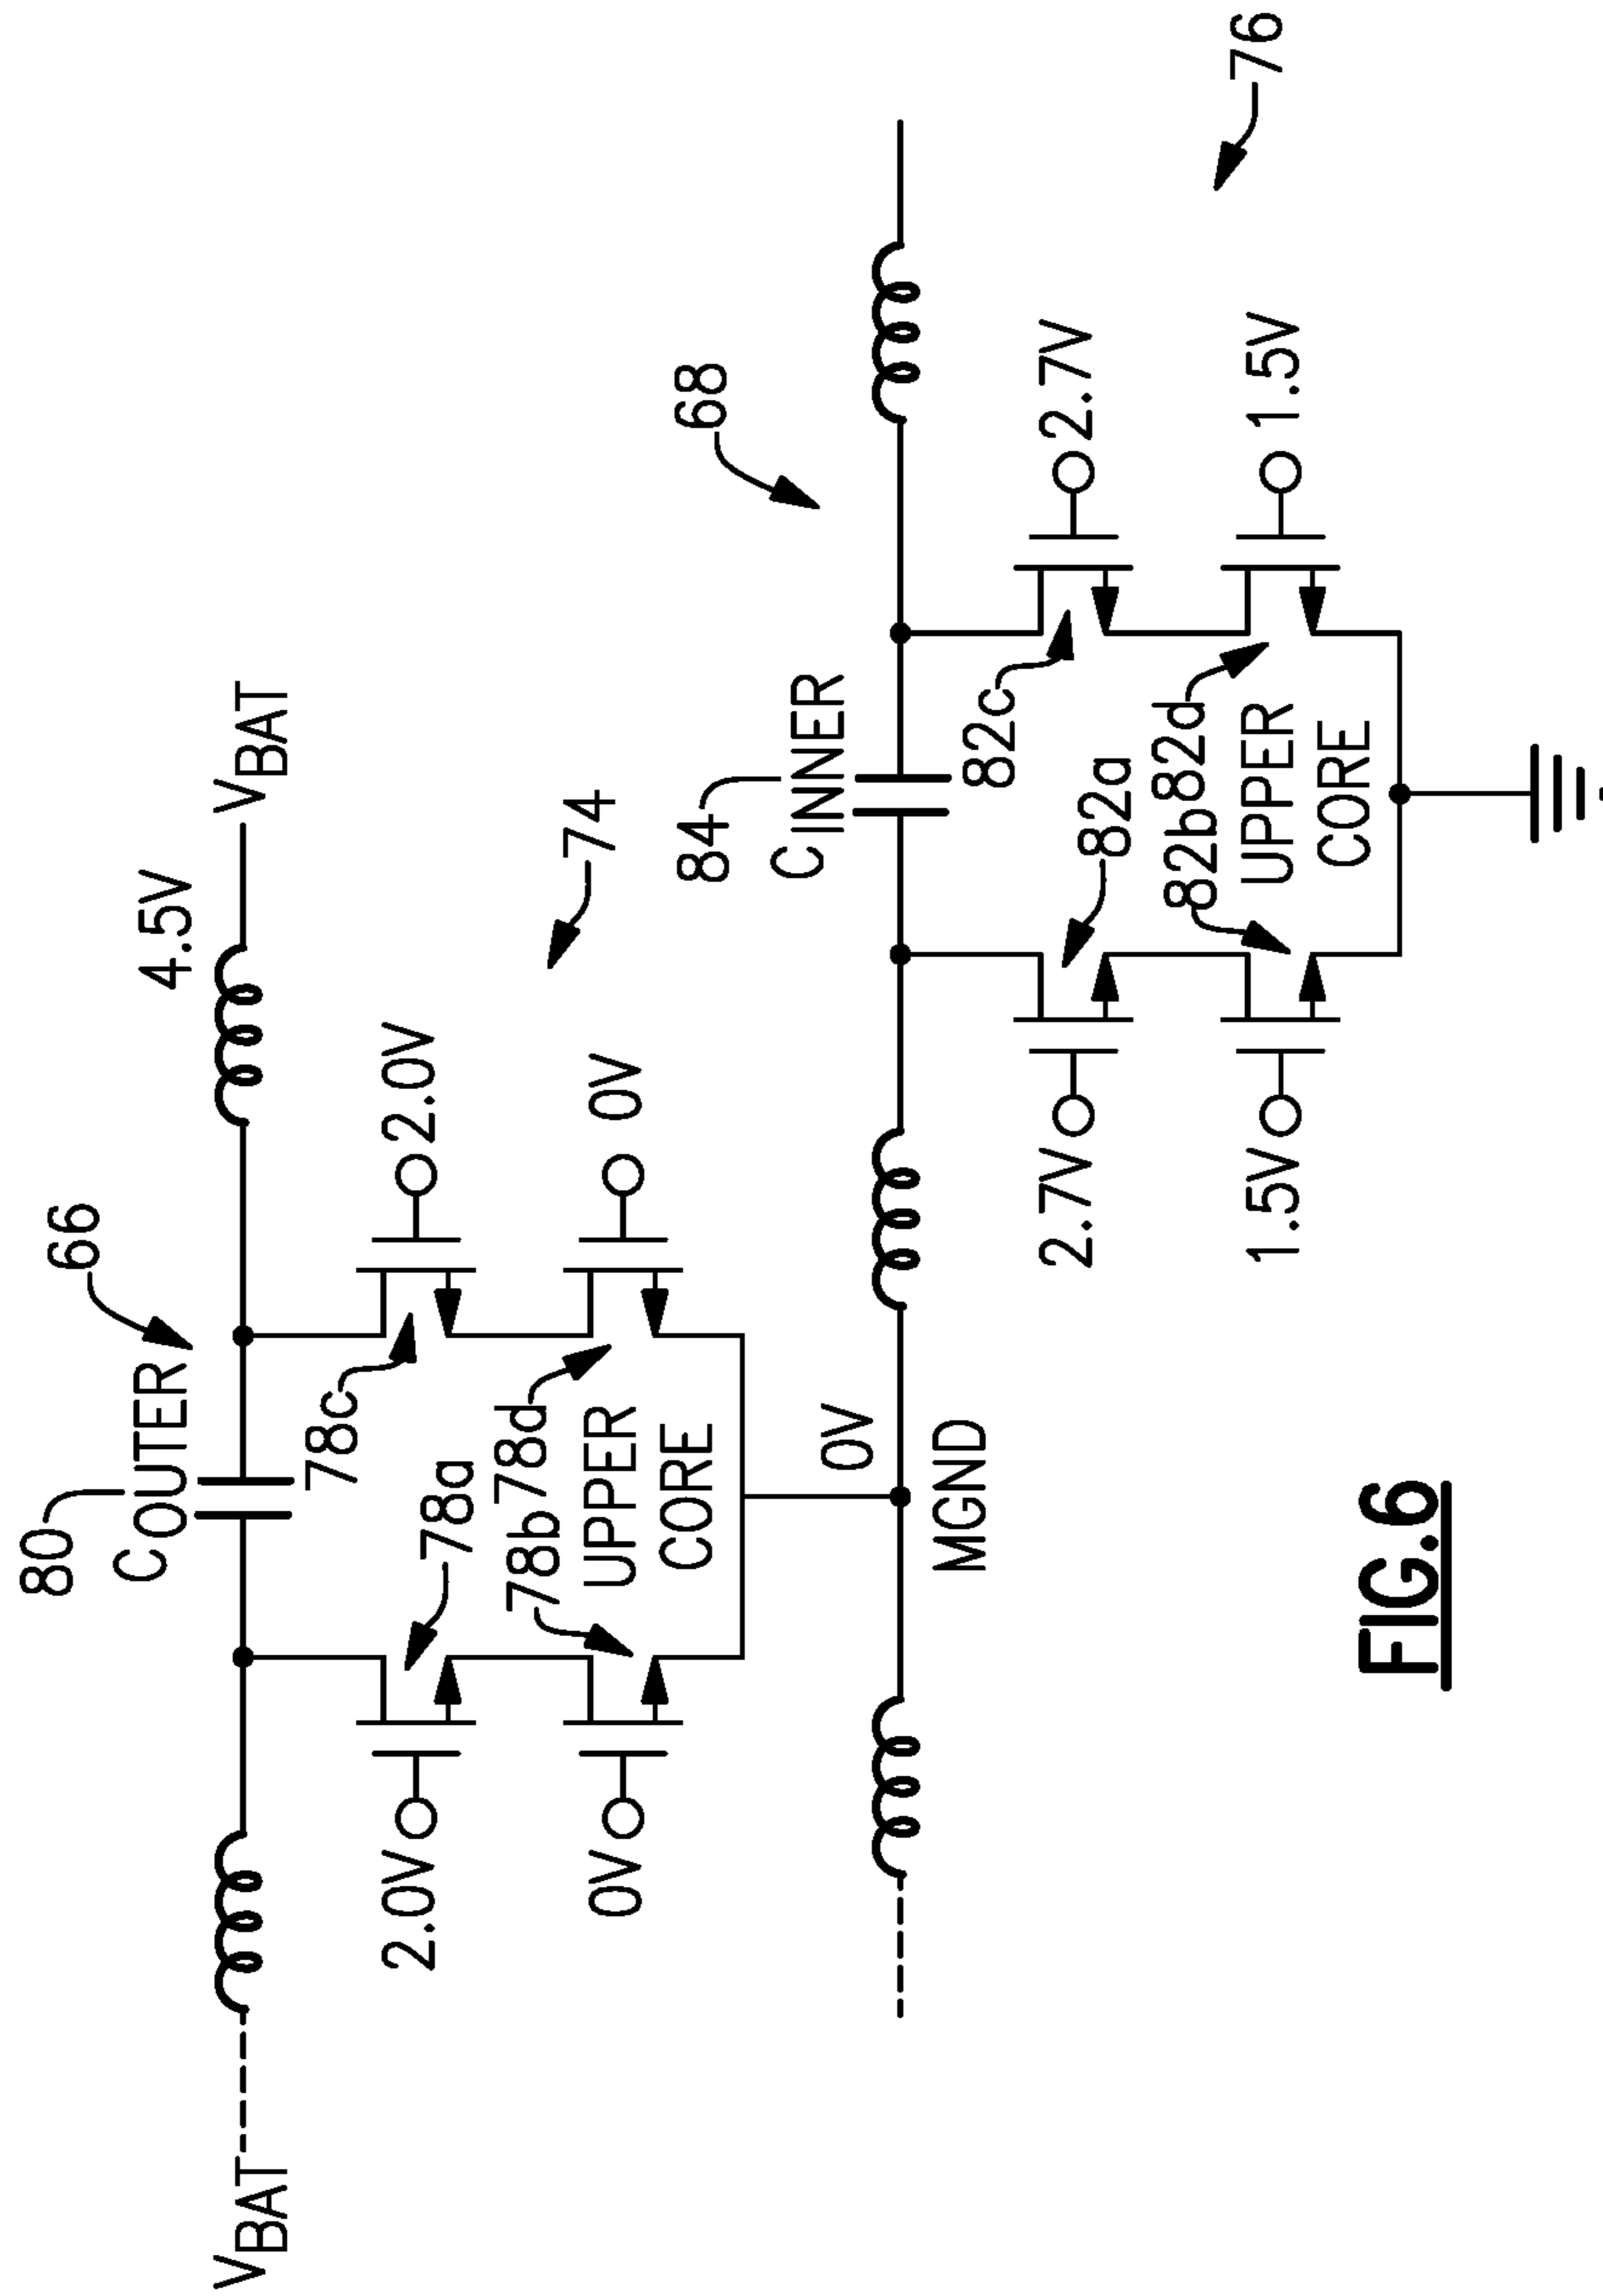 80
C OUTER
66
4.5V
VBAT
VBAT
78c
78a
2.0V
2.0V
74
78b
78d
0V
0V
UPPER
CORE
84
C INNER
68
0V
MGND
82c
82a
2.7V
2.7V
82b
82d
1.5V
1.5V
UPPER
CORE
76
FIG.6